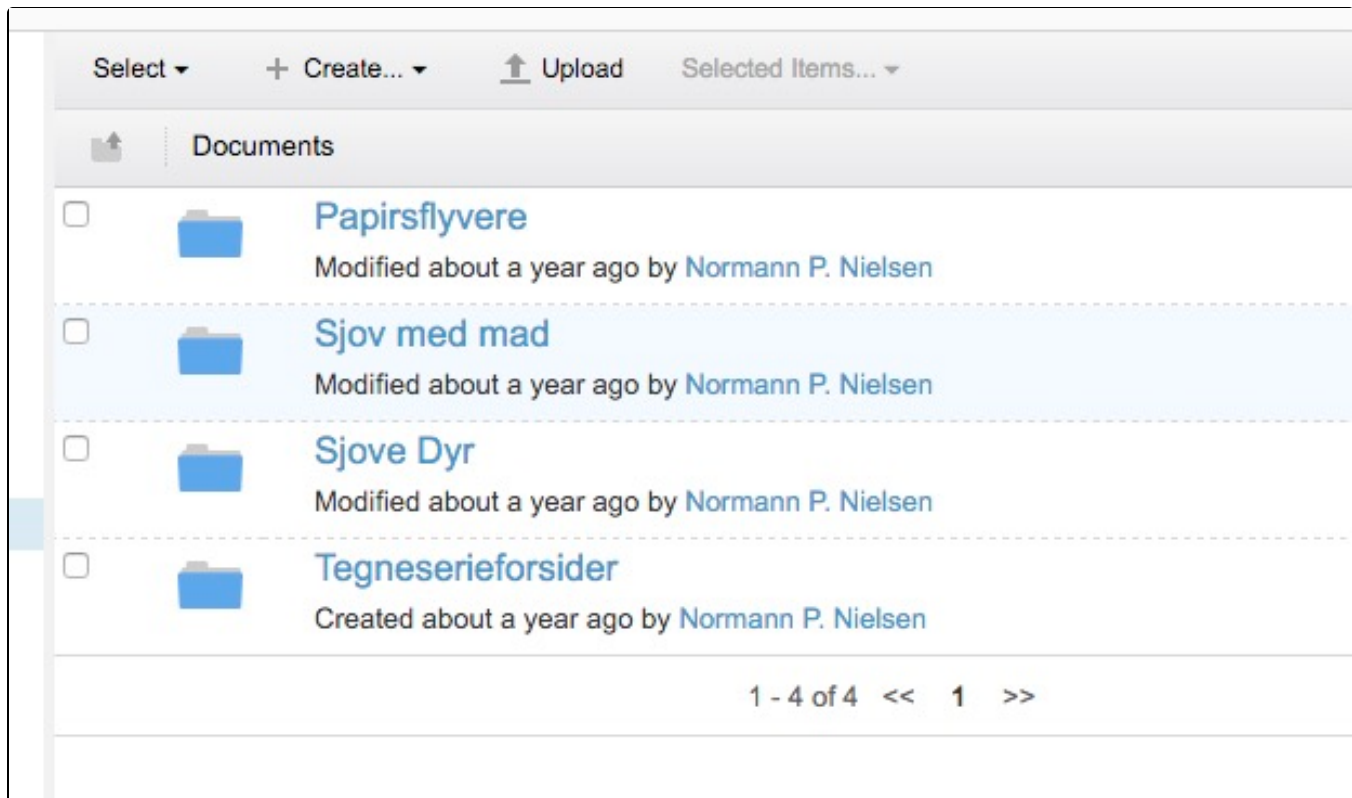 Select Create... Upload Selected Items...
Documents
Papirsflyvere
Modified about a year ago by Normann P. Nielsen
Sjov med mad
Modified about a year ago by Normann P. Nielsen
Sjove Dyr
Modified about a year ago by Normann P. Nielsen
Tegneserieforsider
Created about a year ago by Normann P. Nielsen
1 - 4 of 4 << 1 >>